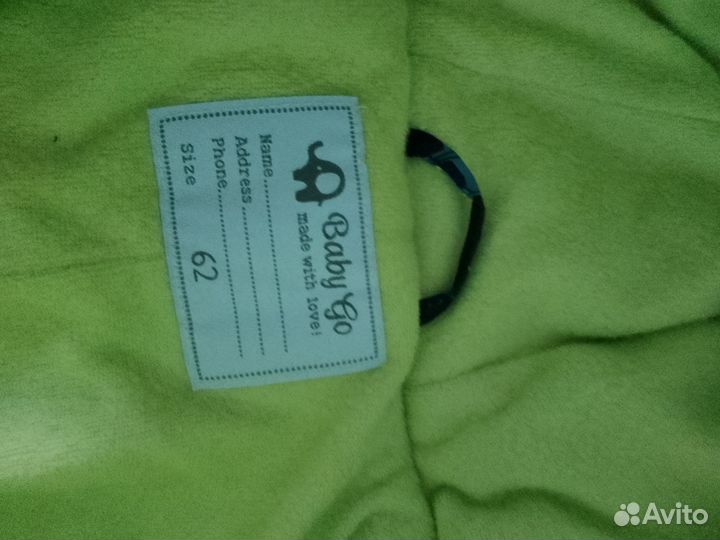 Baby Go
made with love!
Name..................
Address...............
Phone.................
Size 62
Avito